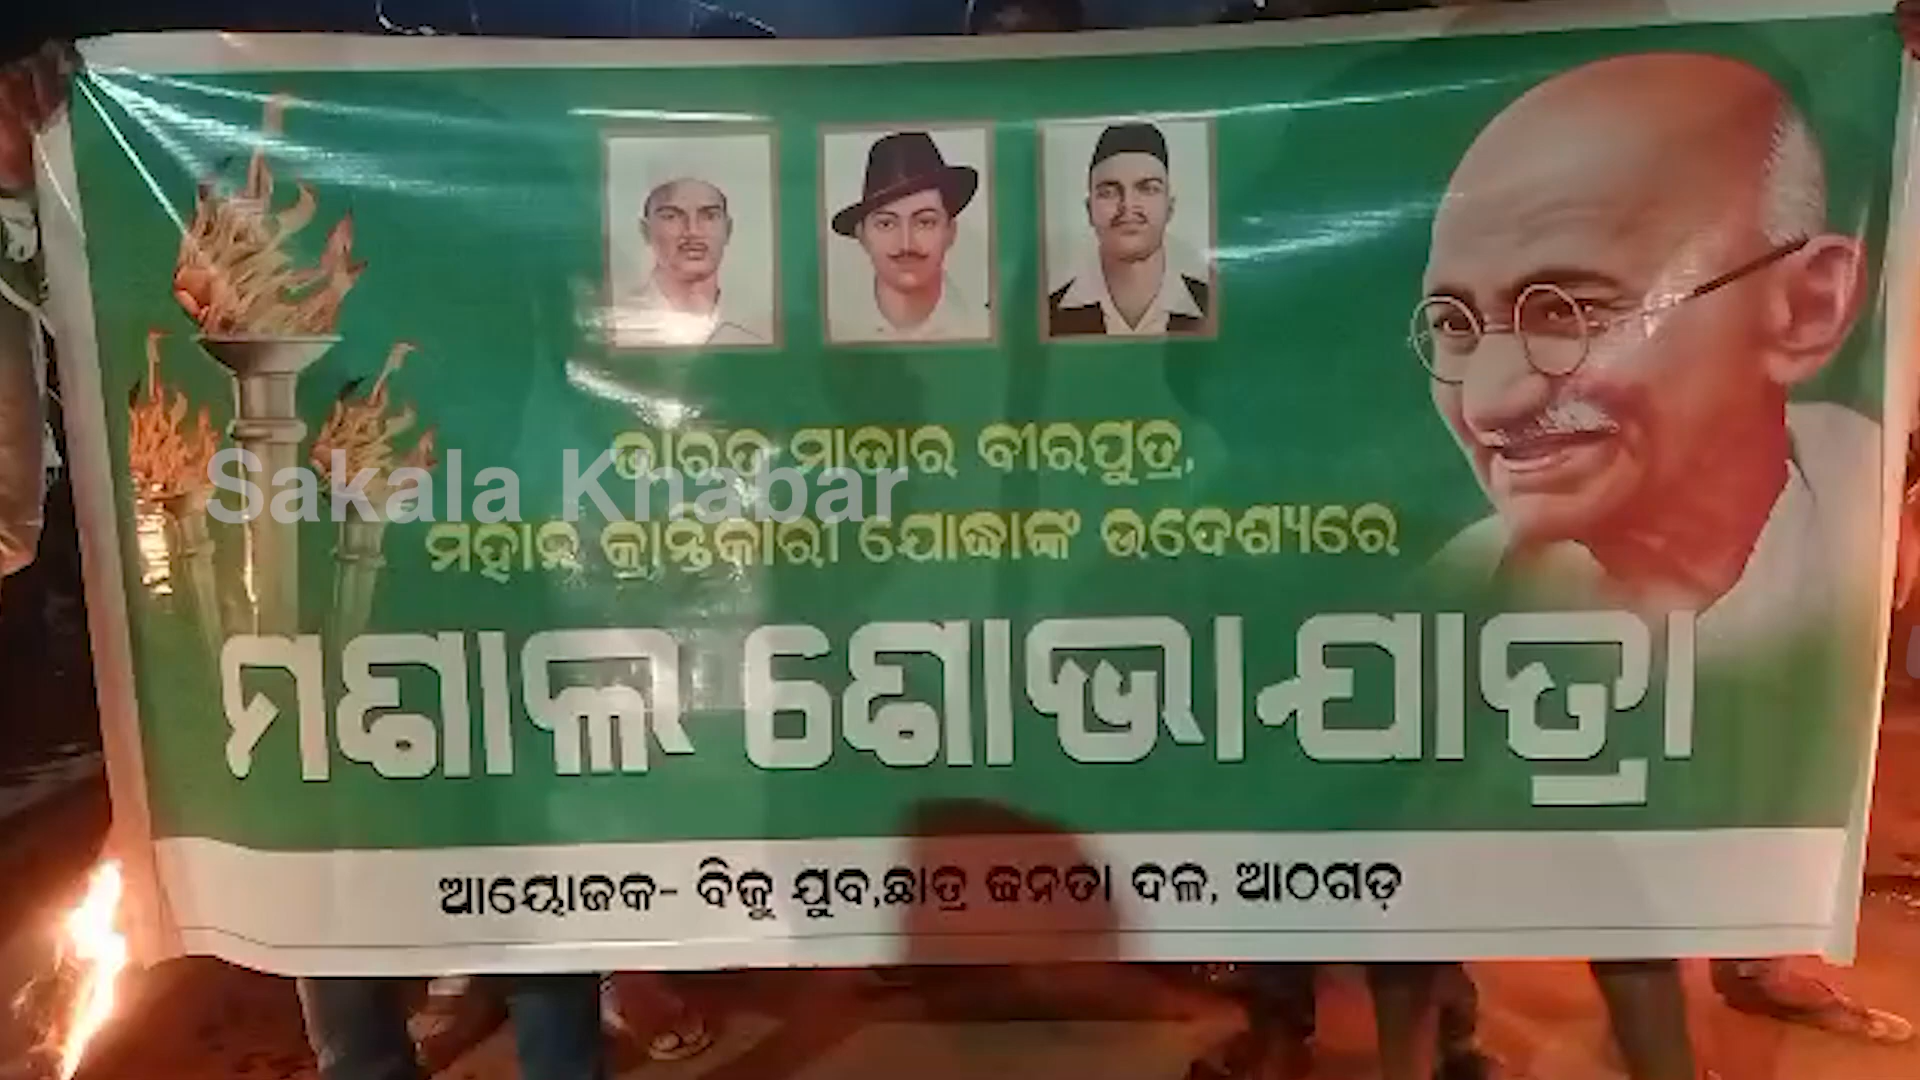 ଭାରତ ମାତାର ବୀରପୁତ୍ର,
ମହାନ କ୍ରାନ୍ତିକାରୀ ଯୋଦ୍ଧାଙ୍କ ଉଦ୍ଦେଶ୍ୟରେ
Sakala Khabar
ମଶାଲ ଶୋଭାଯାତ୍ରା
ଆୟୋଜକ- ବିଜୁ ଯୁବ,ଛାତ୍ର ଜନତା ଦଳ, ଆଠଗଡ଼